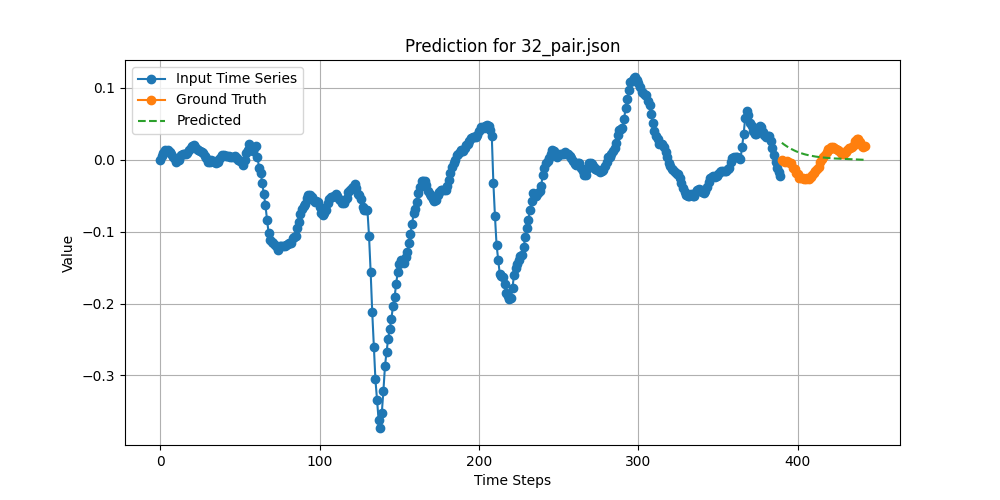 Prediction for 32_pair.json
Input Time Series
Ground Truth
Predicted
0.1
0.0
−0.1
−0.2
−0.3
Value
0 100 200 300 400
Time Steps